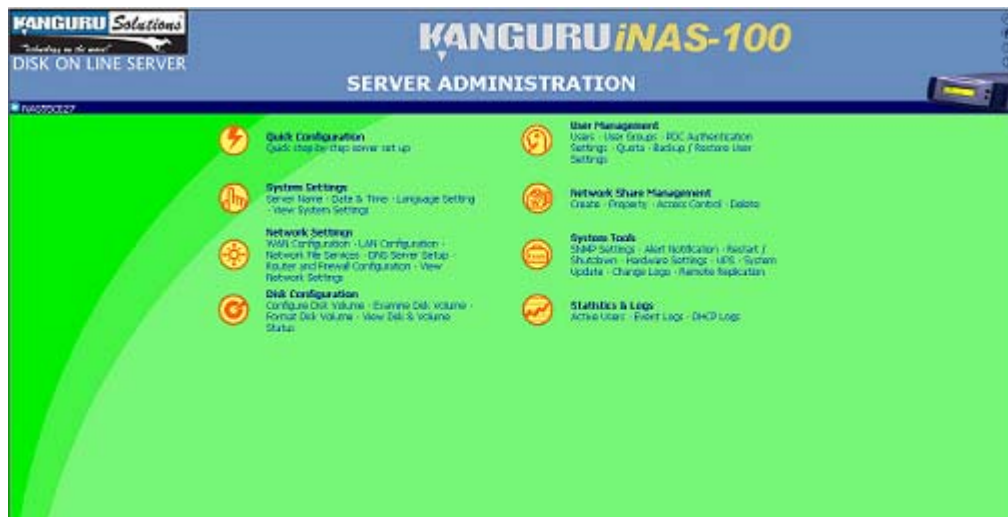 KANGURU Solutions
"Technology on the move!"
DISK ON LINE SERVER
KANGURU iNAS-100
SERVER ADMINISTRATION
Quick Configuration
Quick step by step server set up
System Settings
Server Name - Date & Time - Language Setting
- View System Settings
Network Settings
WAN Configuration - LAN Configuration -
Network File Services - DNS Server Setup -
Router and Firewall Configuration - View
Network Settings
Disk Configuration
Configure Disk Volume - Examine Disk Volume -
Format Disk Volume - View Disk & Volume
Status
User Management
Users - User Groups - PDC Authentication
Settings - Quota - Backup / Restore User
Settings
Network Share Management
Create - Property - Access Control - Delete
System Tools
SNMP Settings - Alert Notification - Restart /
Shutdown - Hardware Settings - UPS - System
Update - Change Logo - Remote Replication
Statistics & Logs
Active Users - Event Logs - DHCP Logs